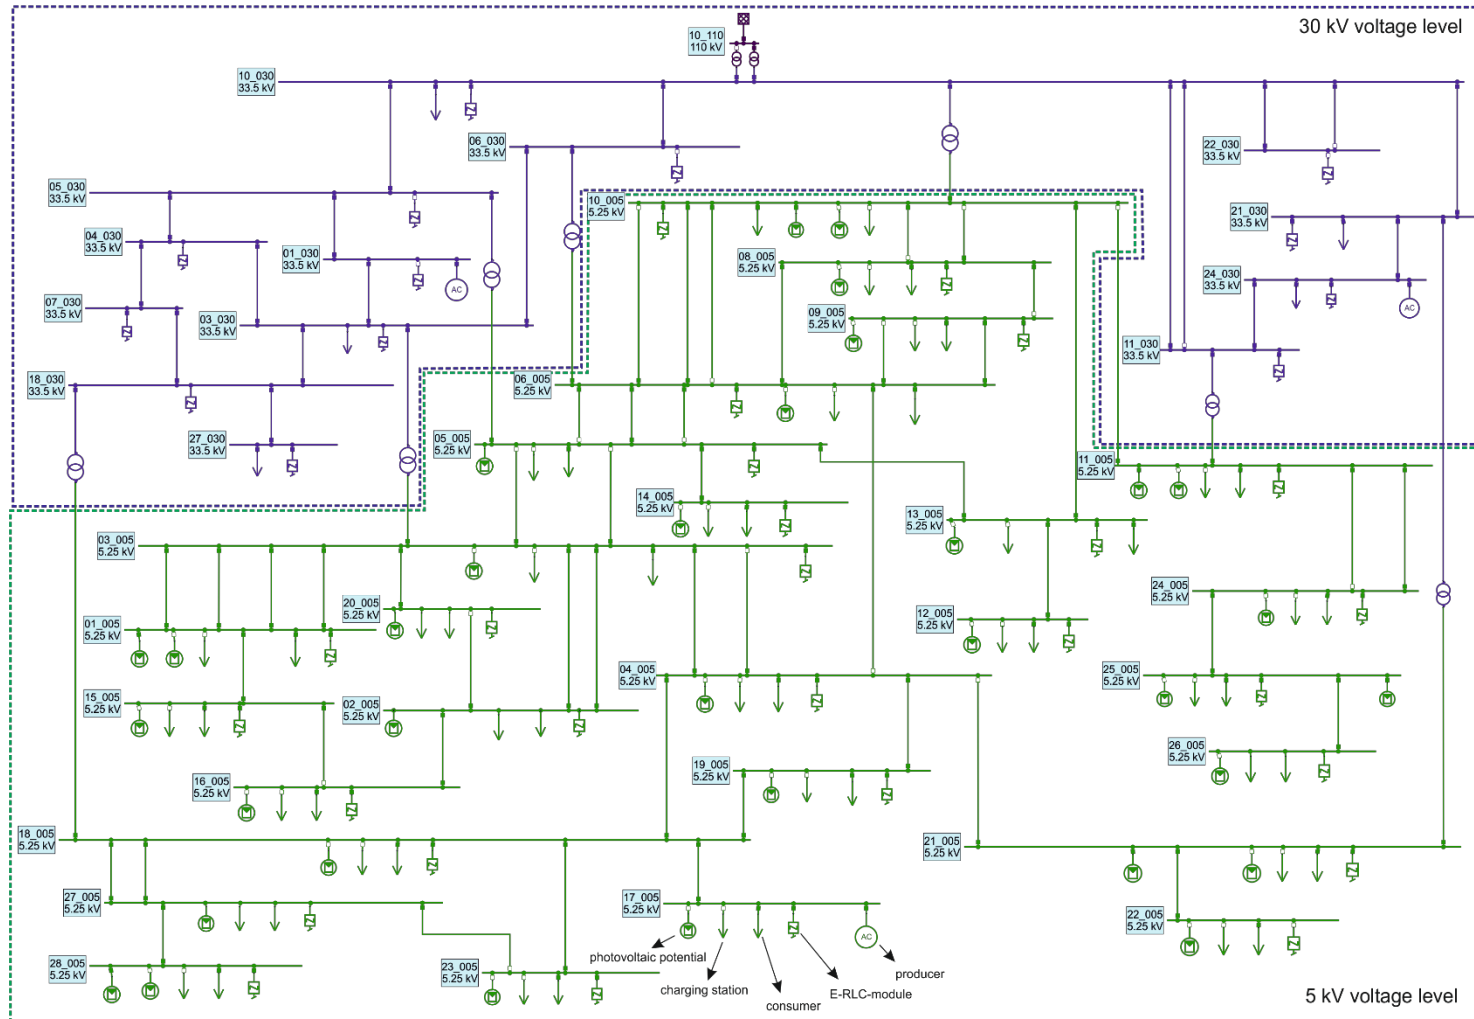 30 kV voltage level
10_110
110 kV
10_030
33.5 kV
06_030
33.5 kV
22_030
33.5 kV
05_030
33.5 kV
10_005
5.25 kV
21_030
33.5 kV
04_030
33.5 kV
01_030
33.5 kV
AC
08_005
5.25 kV
24_030
33.5 kV
AC
07_030
33.5 kV
03_030
33.5 kV
09_005
5.25 kV
11_030
33.5 kV
18_030
33.5 kV
06_005
5.25 kV
27_030
33.5 kV
05_005
5.25 kV
11_005
5.25 kV
14_005
5.25 kV
13_005
5.25 kV
03_005
5.25 kV
24_005
5.25 kV
20_005
5.25 kV
12_005
5.25 kV
01_005
5.25 kV
04_005
5.25 kV
25_005
5.25 kV
15_005
5.25 kV
02_005
5.25 kV
26_005
5.25 kV
16_005
5.25 kV
19_005
5.25 kV
18_005
5.25 kV
21_005
5.25 kV
27_005
5.25 kV
17_005
5.25 kV
AC
22_005
5.25 kV
28_005
5.25 kV
23_005
5.25 kV
photovoltaic potential
charging station
consumer
E-RLC-module
producer
5 kV voltage level